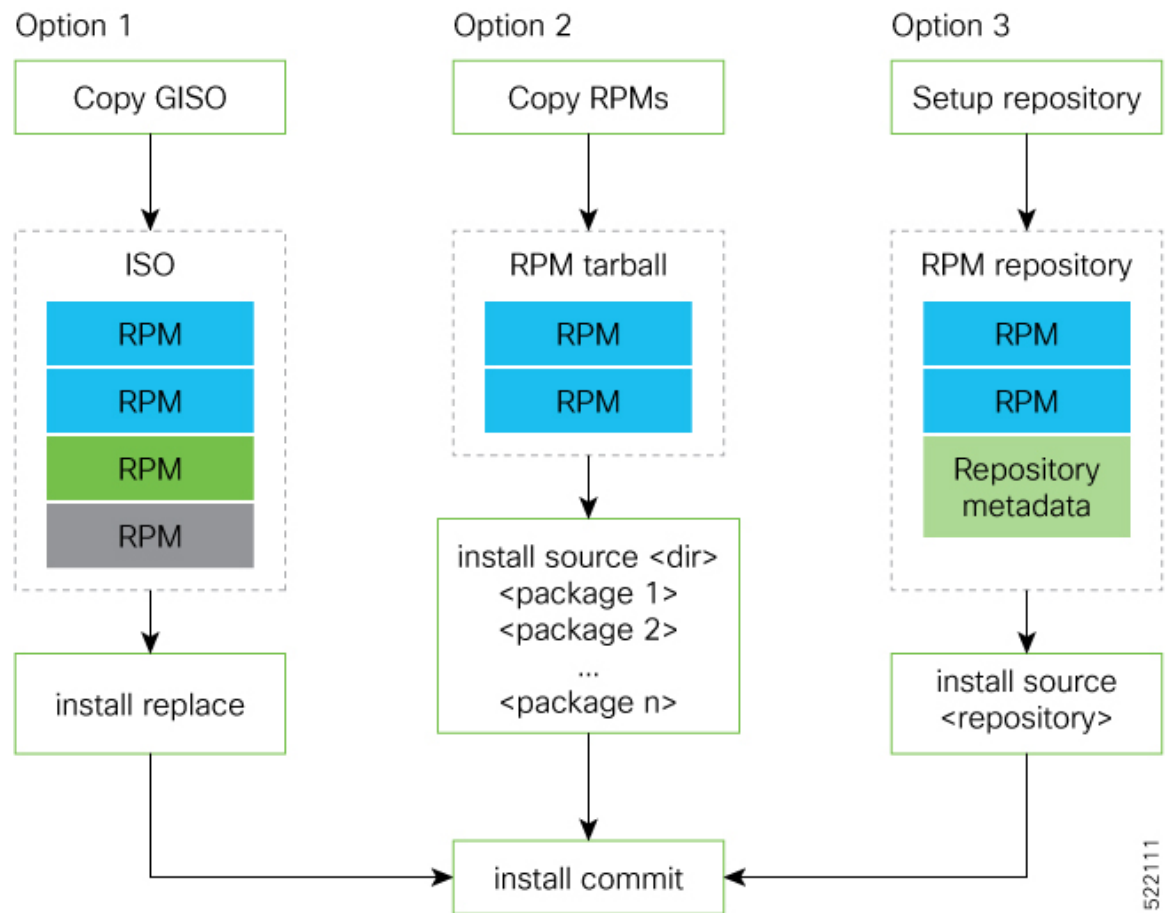 Option 1
Copy GISO
ISO
RPM
RPM
RPM
RPM
install replace
Option 2
Copy RPMs
RPM tarball
RPM
RPM
install source <dir>
<package 1>
<package 2>
...
<package n>
install commit
Option 3
Setup repository
RPM repository
RPM
RPM
Repository
metadata
install source
<repository>
522111